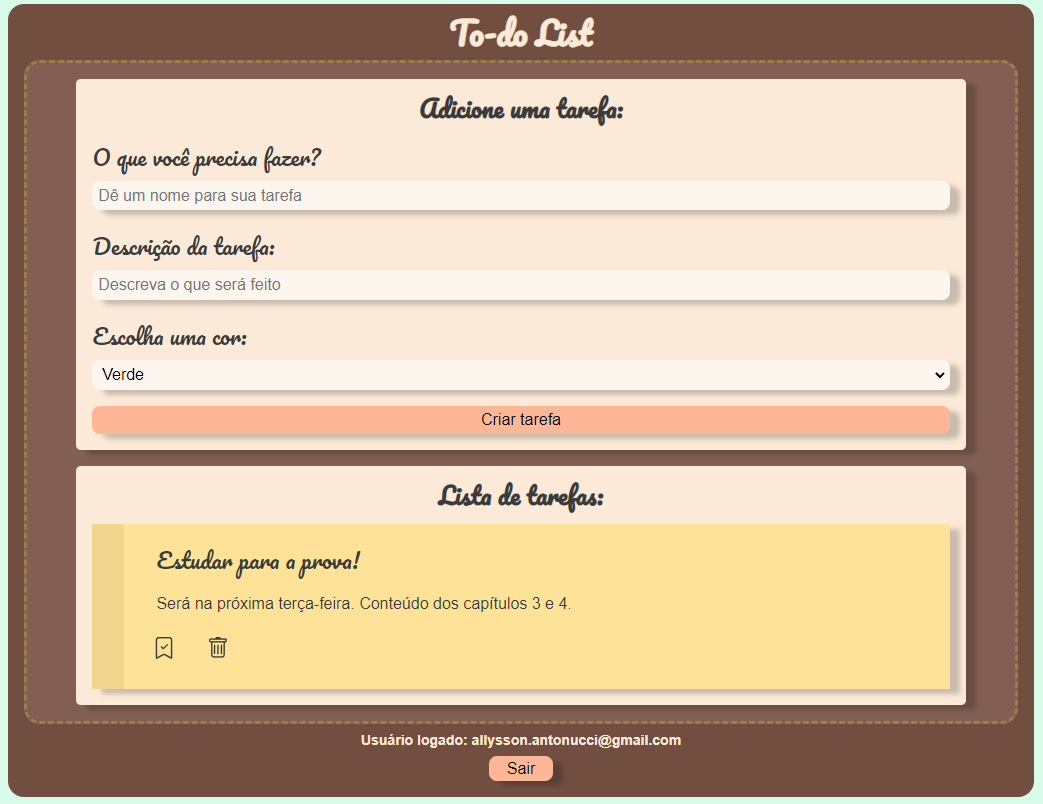 To-do List
Adicione uma tarefa:
O que você precisa fazer?
Dê um nome para sua tarefa
Descrição da tarefa:
Descreva o que será feito
Escolha uma cor:
Verde
Criar tarefa
Lista de tarefas:
Estudar para a prova!
Será na próxima terça-feira. Conteúdo dos capítulos 3 e 4.
Usuário logado: allysson.antonucci@gmail.com
Sair